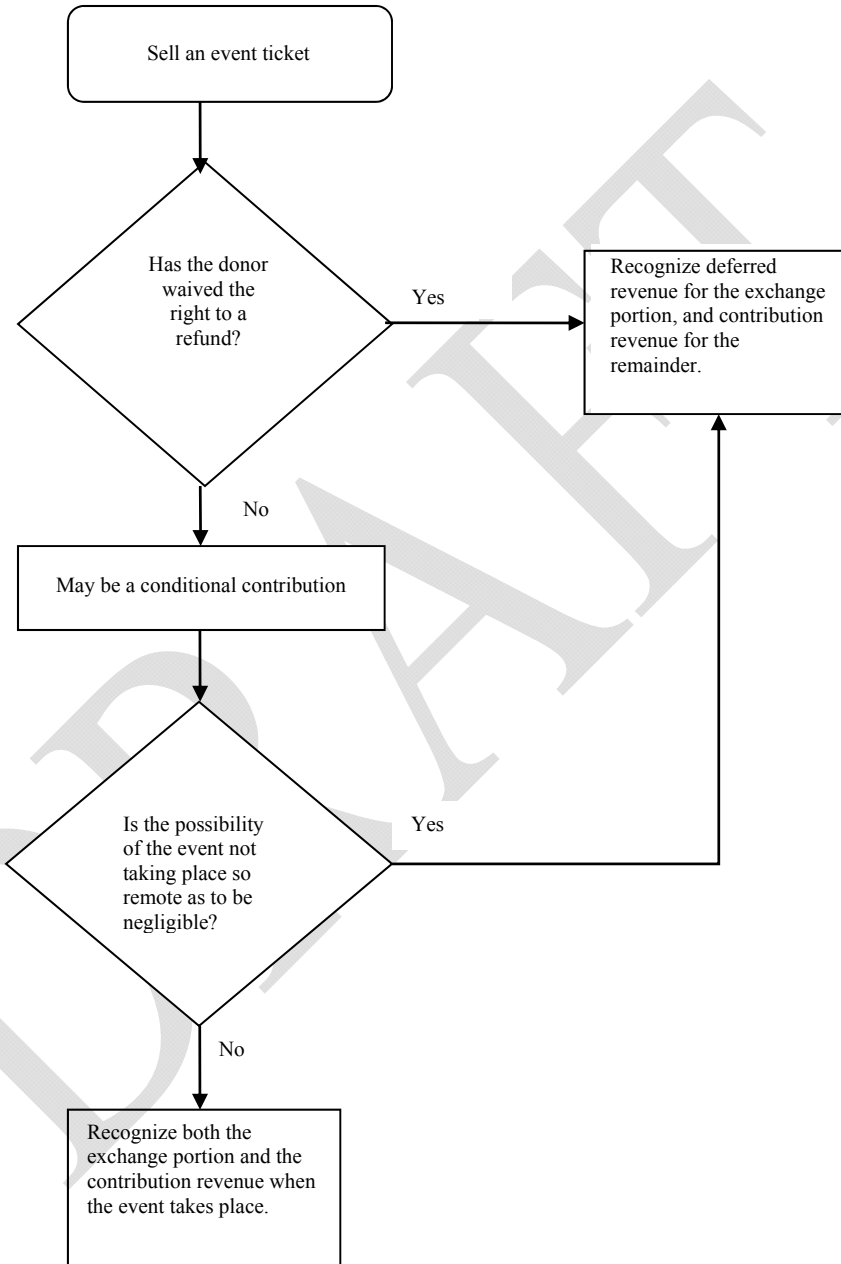 Sell an event ticket
Has the donor
waived the
right to a
refund?
Yes
Recognize deferred
revenue for the exchange
portion, and contribution
revenue for the
remainder.
No
May be a conditional contribution
Is the possibility
of the event not
taking place so
remote as to be
negligible?
Yes
No
Recognize both the
exchange portion and the
contribution revenue when
the event takes place.
DRAFT